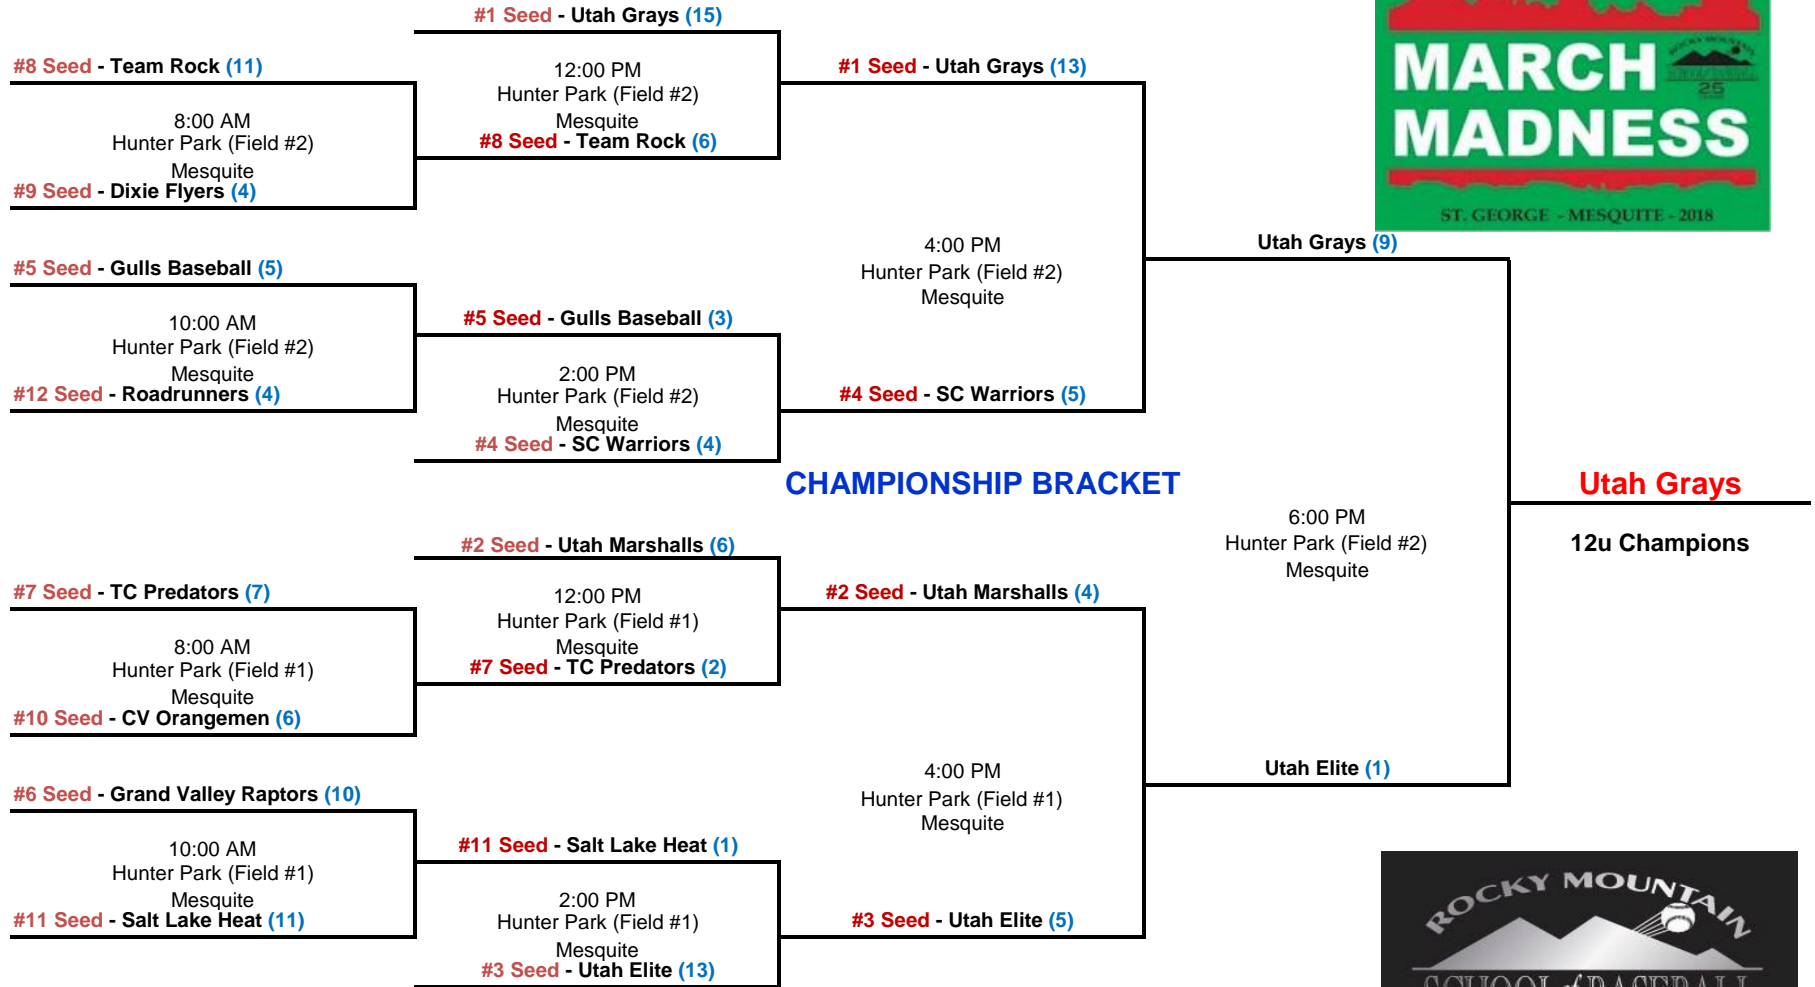 #1 Seed - Utah Grays (15)
#8 Seed - Team Rock (11)
12:00 PM
Hunter Park (Field #2)
Mesquite
#8 Seed - Team Rock (6)
#1 Seed - Utah Grays (13)
8:00 AM
Hunter Park (Field #2)
Mesquite
#9 Seed - Dixie Flyers (4)
MARCH
MADNESS
ROCKY MOUNTAIN
25
ST. GEORGE - MESQUITE - 2018
4:00 PM
Hunter Park (Field #2)
Mesquite
Utah Grays (9)
#5 Seed - Gulls Baseball (5)
10:00 AM
Hunter Park (Field #2)
Mesquite
#12 Seed - Roadrunners (4)
#5 Seed - Gulls Baseball (3)
2:00 PM
Hunter Park (Field #2)
Mesquite
#4 Seed - SC Warriors (4)
#4 Seed - SC Warriors (5)
CHAMPIONSHIP BRACKET
Utah Grays
12u Champions
6:00 PM
Hunter Park (Field #2)
Mesquite
#2 Seed - Utah Marshalls (6)
#7 Seed - TC Predators (7)
12:00 PM
Hunter Park (Field #1)
Mesquite
#7 Seed - TC Predators (2)
#2 Seed - Utah Marshalls (4)
8:00 AM
Hunter Park (Field #1)
Mesquite
#10 Seed - CV Orangemen (6)
4:00 PM
Hunter Park (Field #1)
Mesquite
Utah Elite (1)
#6 Seed - Grand Valley Raptors (10)
10:00 AM
Hunter Park (Field #1)
Mesquite
#11 Seed - Salt Lake Heat (11)
#11 Seed - Salt Lake Heat (1)
2:00 PM
Hunter Park (Field #1)
Mesquite
#3 Seed - Utah Elite (13)
#3 Seed - Utah Elite (5)
ROCKY MOUNTAIN
SCHOOL of BASEBALL